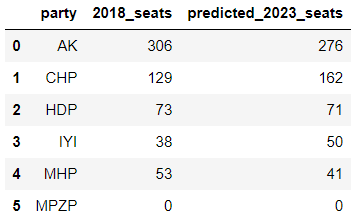 party 2018_seats predicted_2023_seats
0 AK 306 276
1 CHP 129 162
2 HDP 73 71
3 IYI 38 50
4 MHP 53 41
5 MPZP 0 0